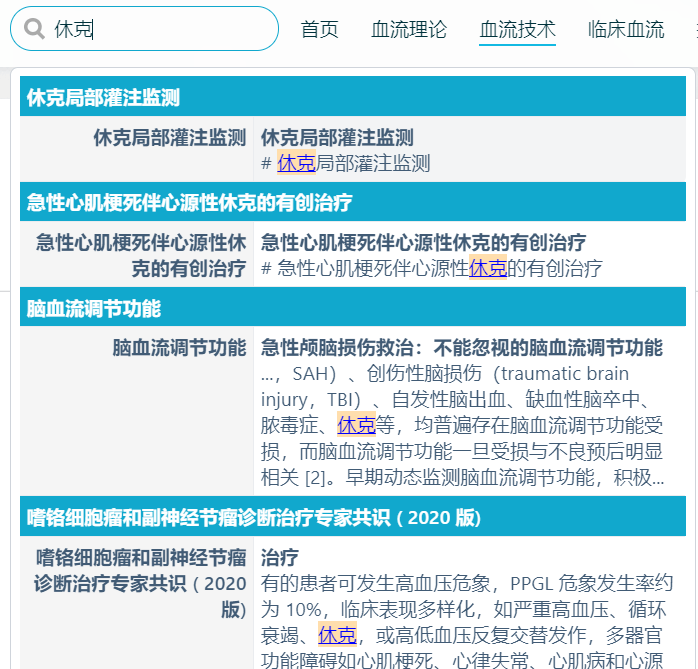 休克
首页 血流理论 血流技术 临床血流
休克局部灌注监测
休克局部灌注监测
休克局部灌注监测
# 休克局部灌注监测
急性心肌梗死伴心源性休克的有创治疗
急性心肌梗死伴心源性休
克的有创治疗
急性心肌梗死伴心源性休克的有创治疗
# 急性心肌梗死伴心源性休克的有创治疗
脑血流调节功能
脑血流调节功能
急性颅脑损伤救治：不能忽视的脑血流调节功能
...，SAH）、创伤性脑损伤（traumatic brain
injury，TBI）、自发性脑出血、缺血性脑卒中、
脓毒症、休克等，均普遍存在脑血流调节功能受
损，而脑血流调节功能一旦受损与不良预后明显
相关 [2]。早期动态监测脑血流调节功能，积极...
嗜铬细胞瘤和副神经节瘤诊断治疗专家共识（2020 版）
嗜铬细胞瘤和副神经节瘤
诊断治疗专家共识（2020
版）
治疗
有的患者可发生高血压危象，PPGL 危象发生率约
为 10%，临床表现多样化，如严重高血压、循环
衰竭、休克，或高低血压反复交替发作，多器官
功能障碍如心肌梗死、心律失常、心肌病和心源